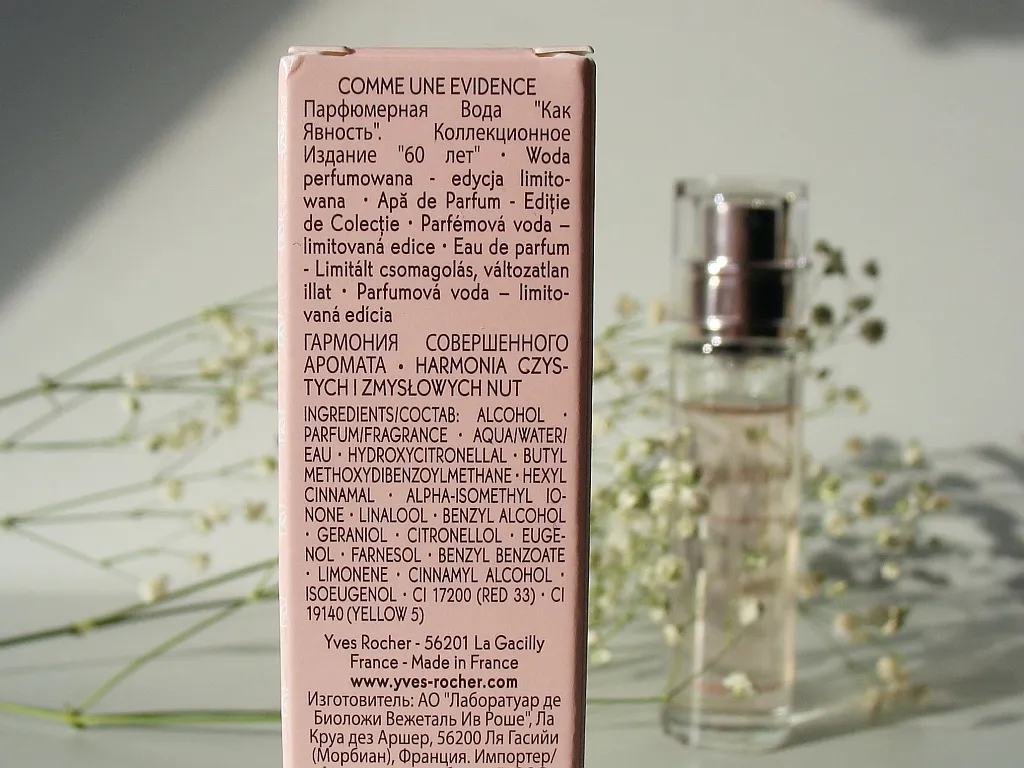 COMME UNE EVIDENCE
Парфюмерная Вода "Как
Явность". Коллекционное
Издание "60 лет" • Woda
perfumowana - edycja limito-
wana • Apă de Parfum - Ediţie
de Colecţie • Parfémová voda –
limitovaná edice • Eau de parfum
- Limitált csomagolás, változatlan
illat • Parfumová voda – limito-
vaná edícia
ГАРМОНИЯ СОВЕРШЕННОГО
АРОМАТА • HARMONIA CZYS-
TYCH I ZMYSŁOWYCH NUT
INGREDIENTS/СОСТАВ: ALCOHOL •
PARFUM/FRAGRANCE • AQUA/WATER/
EAU • HYDROXYCITRONELLAL • BUTYL
METHOXYDIBENZOYLMETHANE • HEXYL
CINNAMAL • ALPHA-ISOMETHYL IO-
NONE • LINALOOL • BENZYL ALCOHOL
• GERANIOL • CITRONELLOL • EUGE-
NOL • FARNESOL • BENZYL BENZOATE
• LIMONENE • CINNAMYL ALCOHOL •
ISOEUGENOL • CI 17200 (RED 33) • CI
19140 (YELLOW 5)
Yves Rocher - 56201 La Gacilly
France - Made in France
www.yves-rocher.com
Изготовитель: АО "Лаборатуар де
Биоложи Вежеталь Ив Роше", Ла
Круа дез Аршер, 56200 Ля Гасийи
(Морбиан), Франция. Импортер/